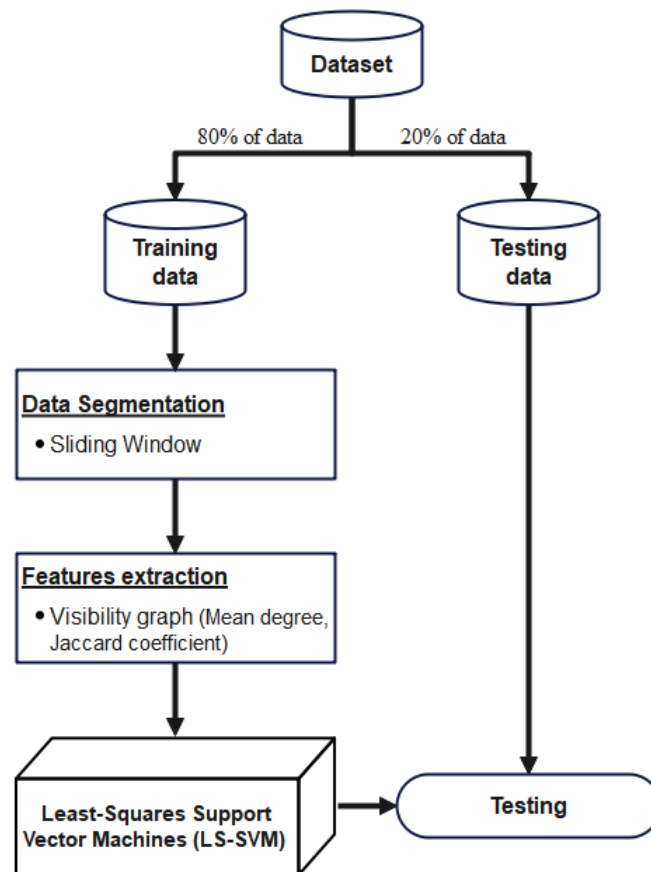 Dataset
80% of data
20% of data
Training
data
Testing
data
Data Segmentation
• Sliding Window
Features extraction
• Visibility graph (Mean degree,
Jaccard coefficient)
Least-Squares Support
Vector Machines (LS-SVM)
Testing